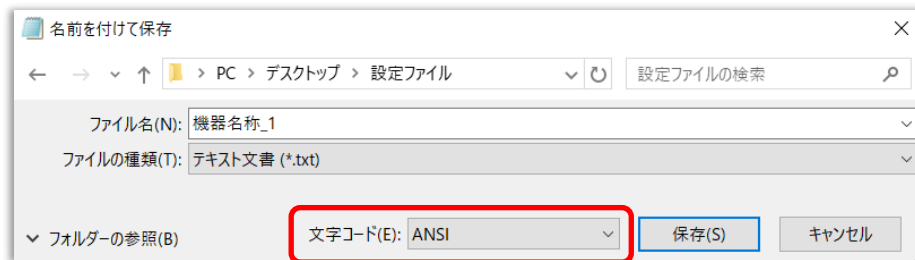 名前を付けて保存
PC > デスクトップ > 設定ファイル
設定ファイルの検索
ファイル名(N): 機器名称_1
ファイルの種類(T): テキスト文書 (*.txt)
フォルダーの参照(B)
文字コード(E): ANSI
保存(S)
キャンセル